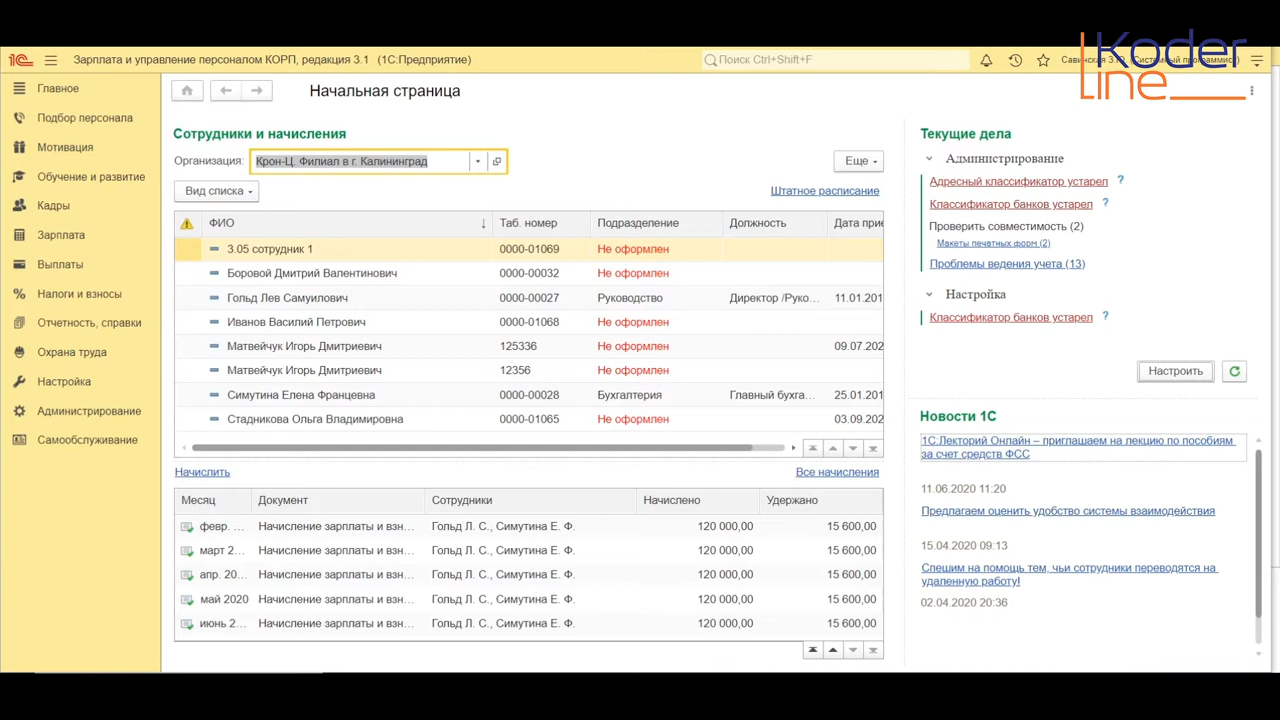 Koder
Line
Зарплата и управление персоналом КОРП, редакция 3.1 (1С:Предприятие)
Поиск Ctrl+Shift+F
Главное
Подбор персонала
Мотивация
Обучение и развитие
Кадры
Зарплата
Выплаты
Налоги и взносы
Отчетность, справки
Охрана труда
Настройка
Администрирование
Самообслуживание
Начальная страница
Сотрудники и начисления
Организация: Крон-Ц. Филиал в г. Калининград
Еще
Вид списка
Штатное расписание
ФИО Таб. номер Подразделение Должность Дата прие
3.05 сотрудник 1 0000-01069 Не оформлен
Боровой Дмитрий Валентинович 0000-00032 Не оформлен
Гольд Лев Самуилович 0000-00027 Руководство Директор /Руко... 11.01.201
Иванов Василий Петрович 0000-01068 Не оформлен
Матвейчук Игорь Дмитриевич 125336 Не оформлен 09.07.202
Матвейчук Игорь Дмитриевич 12356 Не оформлен
Симутина Елена Францевна 0000-00028 Бухгалтерия Главный бухга... 25.01.201
Стадникова Ольга Владимировна 0000-01065 Не оформлен 03.09.202
Начислить
Все начисления
Месяц Документ Сотрудники Начислено Удержано
февр. ... Начисление зарплаты и взн... Гольд Л. С., Симутина Е. Ф. 120 000,00 15 600,00
март 2... Начисление зарплаты и взн... Гольд Л. С., Симутина Е. Ф. 120 000,00 15 600,00
апр. 20... Начисление зарплаты и взн... Гольд Л. С., Симутина Е. Ф. 120 000,00 15 600,00
май 2020 Начисление зарплаты и взн... Гольд Л. С., Симутина Е. Ф. 120 000,00 15 600,00
июнь 2... Начисление зарплаты и взн... Гольд Л. С., Симутина Е. Ф. 120 000,00 15 600,00
Текущие дела
Администрирование
Адресный классификатор устарел ?
Классификатор банков устарел ?
Проверить совместимость (2)
Макеты печатных форм (2)
Проблемы ведения учета (13)
Настройка
Классификатор банков устарел ?
Настроить
Новости 1С
1С:Лекторий Онлайн – приглашаем на лекцию по пособиям
за счет средств ФСС
11.06.2020 11:20
Предлагаем оценить удобство системы взаимодействия
15.04.2020 09:13
Спешим на помощь тем, чьи сотрудники переводятся на
удаленную работу!
02.04.2020 20:36